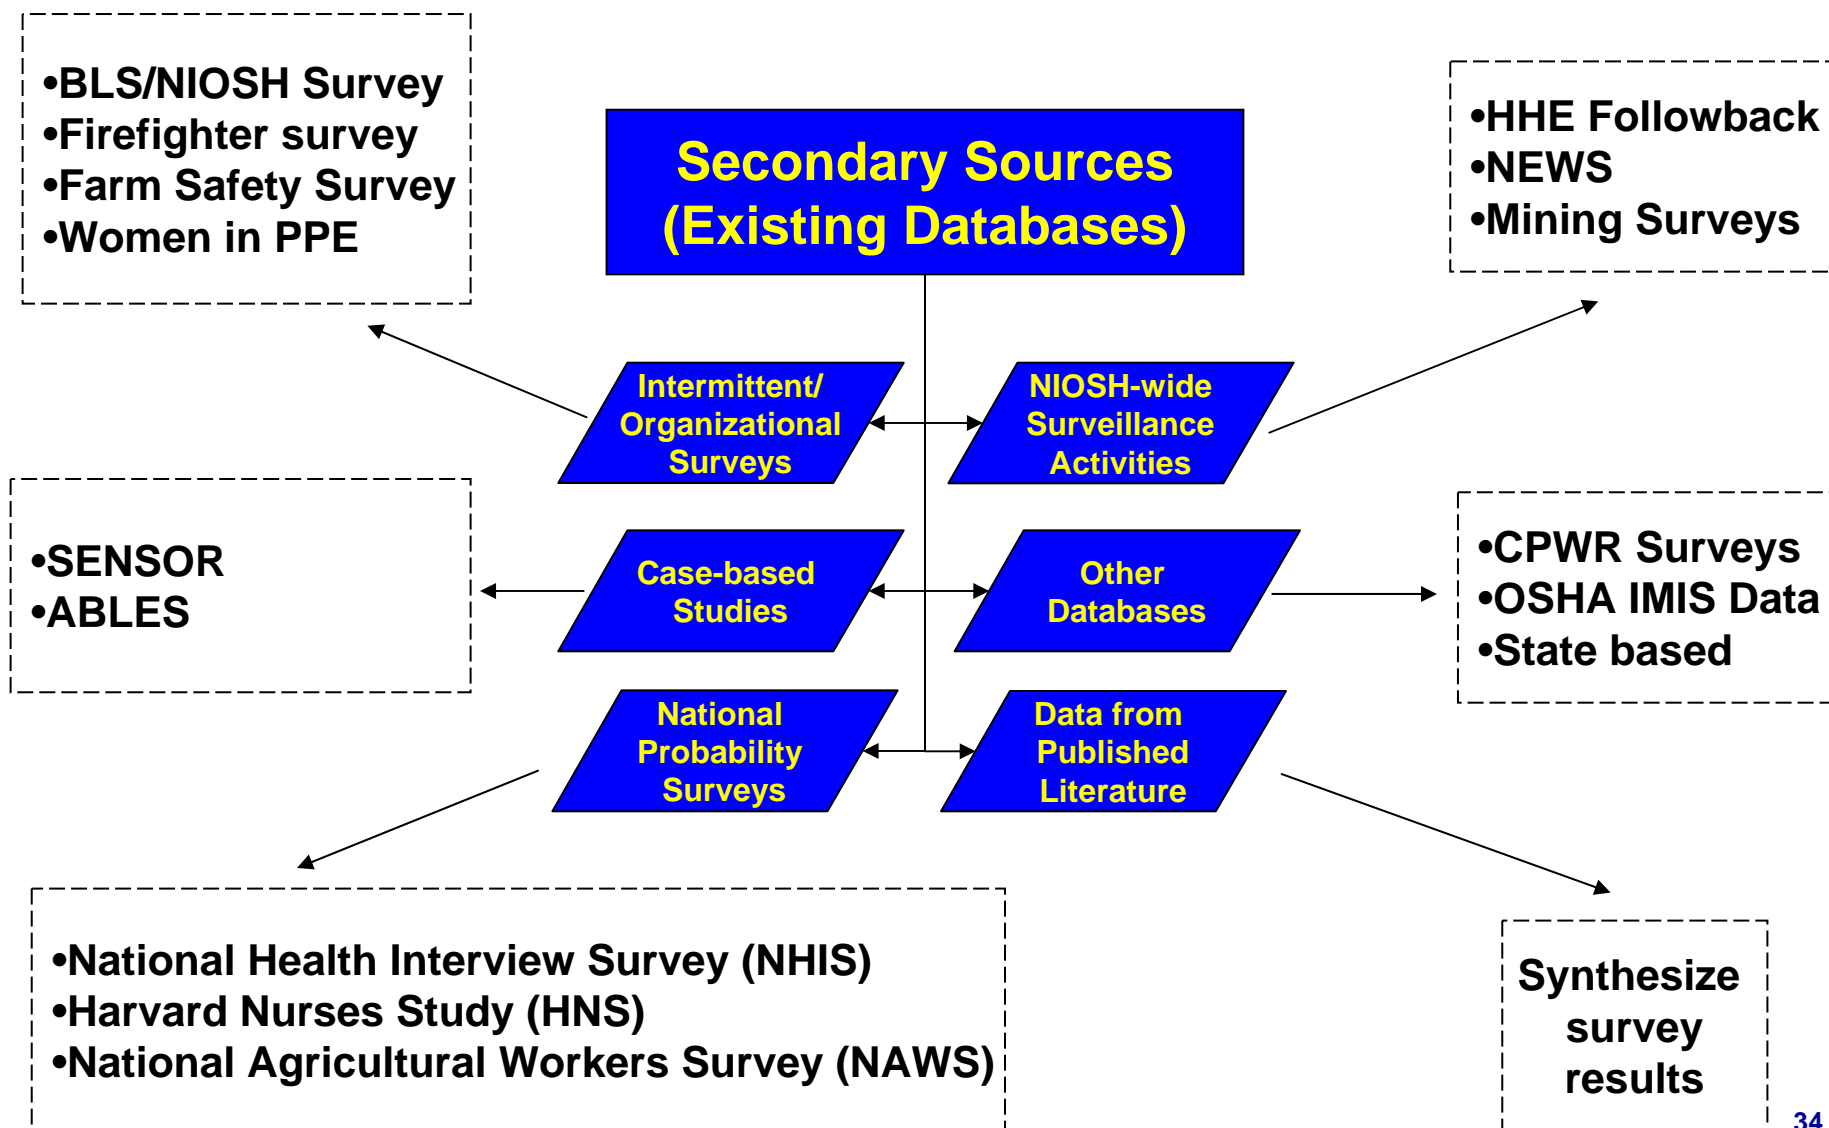 •BLS/NIOSH Survey
•Firefighter survey
•Farm Safety Survey
•Women in PPE
Secondary Sources
(Existing Databases)
•HHE Followback
•NEWS
•Mining Surveys
Intermittent/
Organizational
Surveys
NIOSH-wide
Surveillance
Activities
•SENSOR
•ABLES
Case-based
Studies
Other
Databases
•CPWR Surveys
•OSHA IMIS Data
•State based
National
Probability
Surveys
Data from
Published
Literature
•National Health Interview Survey (NHIS)
•Harvard Nurses Study (HNS)
•National Agricultural Workers Survey (NAWS)
Synthesize
survey
results
34